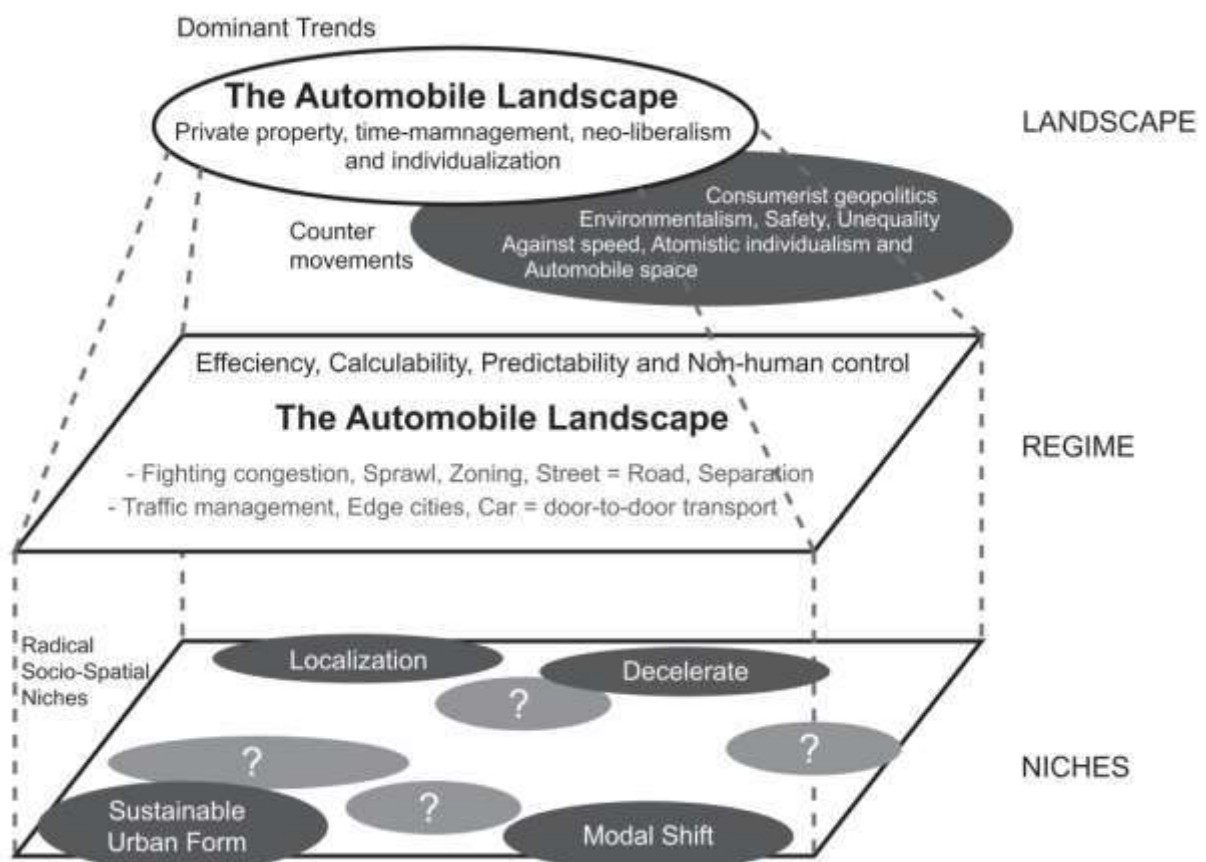 Dominant Trends
The Automobile Landscape
Private property, time-mamnagement, neo-liberalism
and individualization
LANDSCAPE
Consumerist geopolitics
Environmentalism, Safety, Unequality
Against speed, Atomistic individualism and
Automobile space
Counter
movements
Effeciency, Calculability, Predictability and Non-human control
The Automobile Landscape
- Fighting congestion, Sprawl, Zoning, Street = Road, Separation
- Traffic management, Edge cities, Car = door-to-door transport
REGIME
Radical
Socio-Spatial
Niches
Localization
Decelerate
?
?
?
?
NICHES
Sustainable
Urban Form
Modal Shift